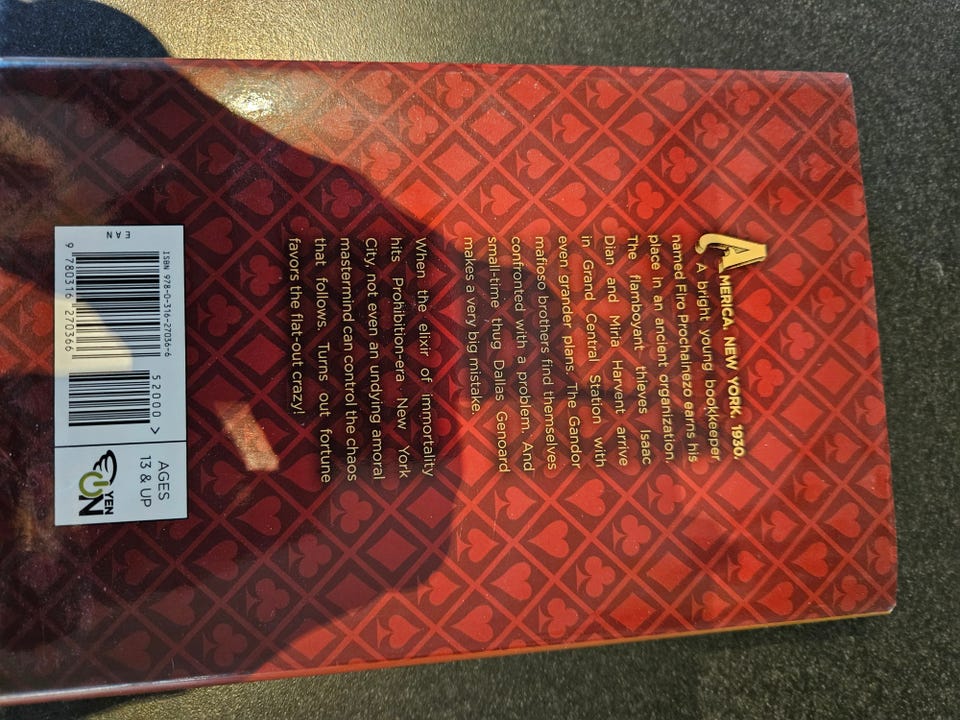 AMERICA. NEW YORK. 1930.
A bright young bookkeeper
named Firo Prochainezo earns his
place in an ancient organization.
The flamboyant thieves Isaac
Dian and Miria Harvent arrive
in Grand Central Station with
even grander plans. The Gandor
mafioso brothers find themselves
confronted with a problem. And
small-time thug Dallas Genoard
makes a very big mistake.
When the elixir of immortality
hits Prohibition-era New York
City, not even an undying amoral
mastermind can control the chaos
that follows. Turns out fortune
favors the flat-out crazy!
EAN
ISBN 978-0-316-27036-6
9 780316 270366
52000 >
AGES
13 & UP
YEN
ON